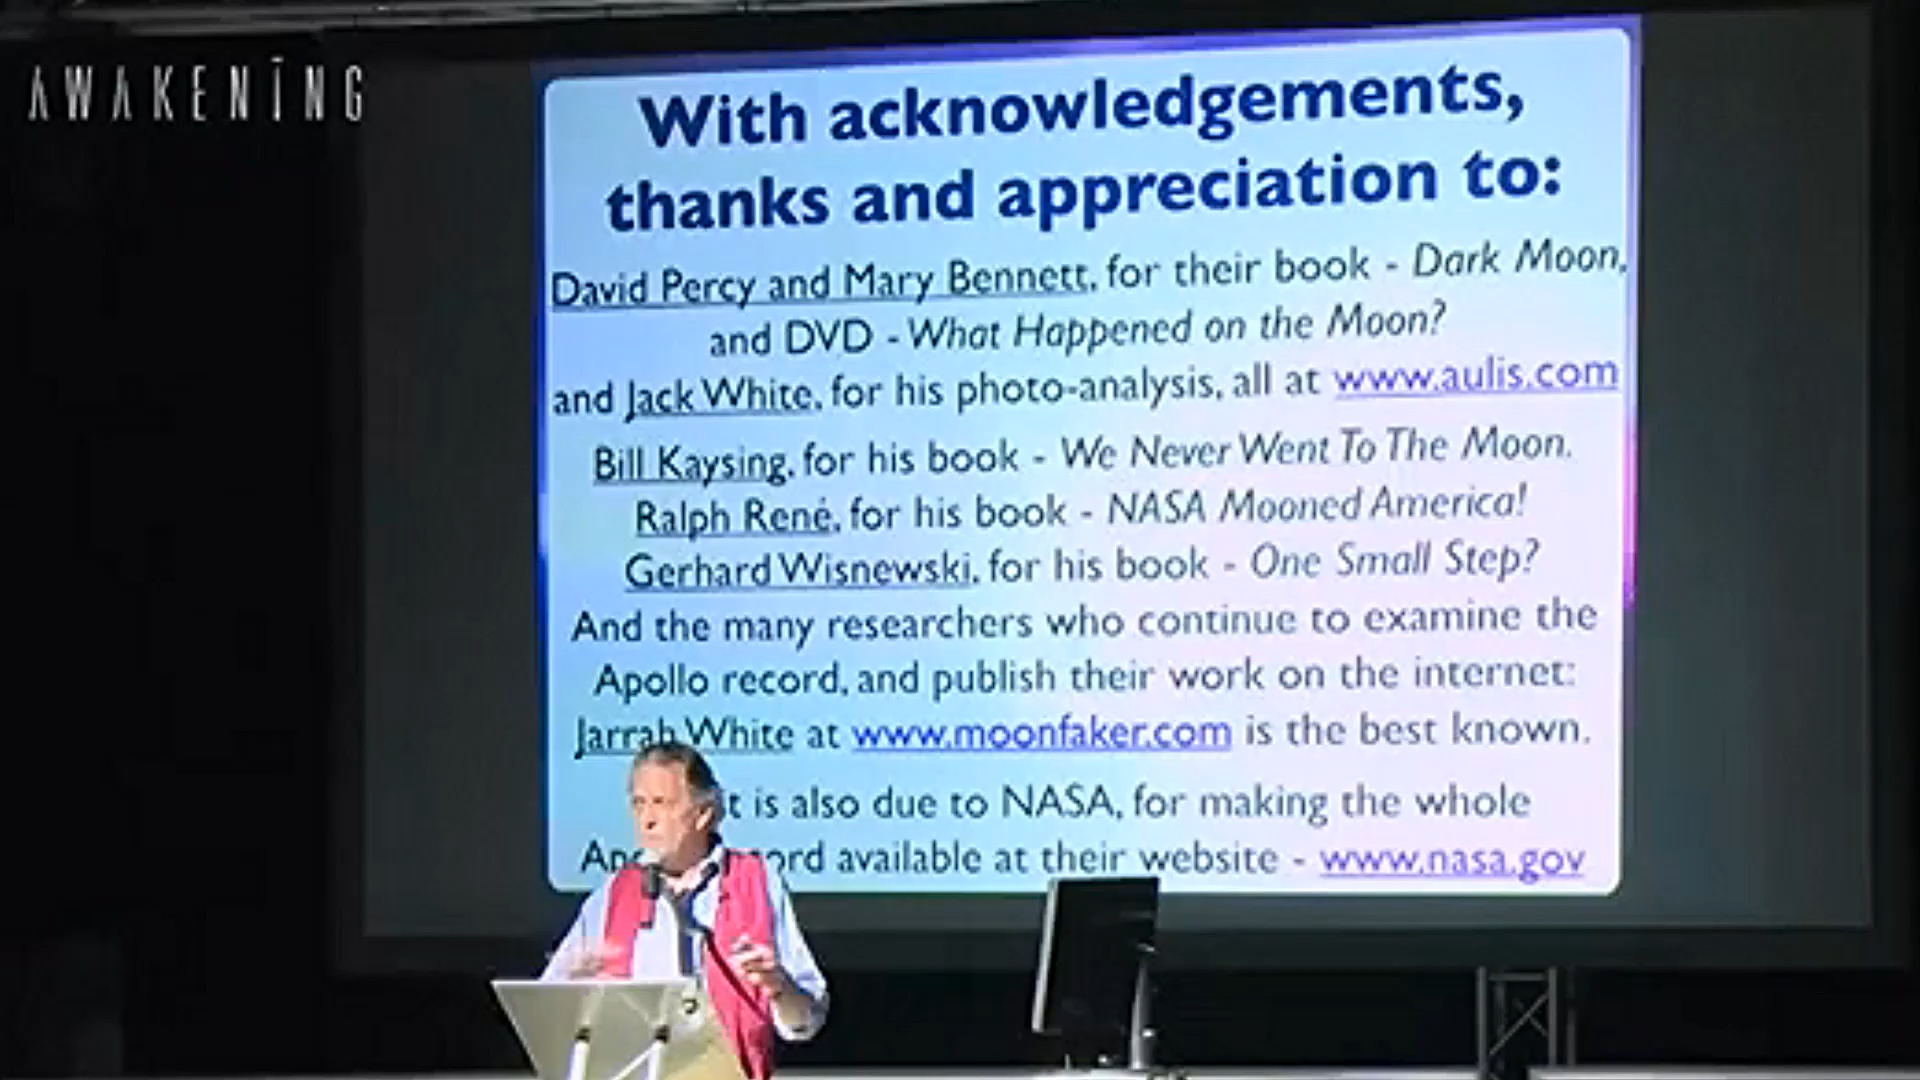 AWAKENING
With acknowledgements,
thanks and appreciation to:
David Percy and Mary Bennett, for their book - Dark Moon,
and DVD - What Happened on the Moon?
and Jack White, for his photo-analysis, all at www.aulis.com
Bill Kaysing, for his book - We Never Went To The Moon.
Ralph René, for his book - NASA Mooned America!
Gerhard Wisnewski, for his book - One Small Step?
And the many researchers who continue to examine the
Apollo record, and publish their work on the internet:
Jarrah White at www.moonfaker.com is the best known.
is also due to NASA, for making the whole
available at their website - www.nasa.gov